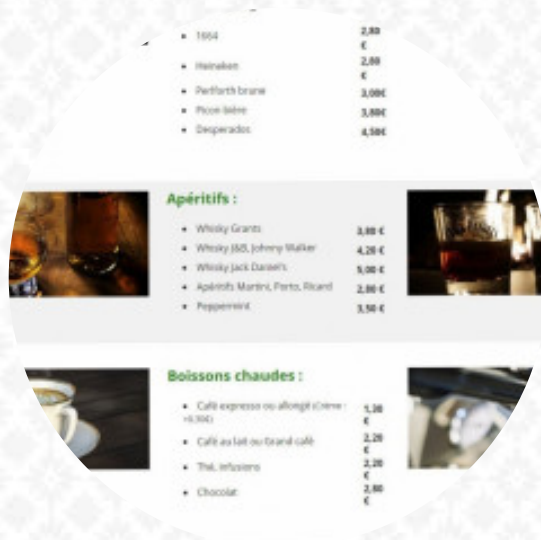 1664 2,80
€
Heineken 2,80
€
Perlforth brune 3,00€
Picon bière 3,80€
Desperados 4,50€
Apéritifs :
Whisky Grants 3,80 €
Whisky J&B, Johnny Walker 4,20 €
Whisky Jack Daniel's 5,00 €
Apéritifs Martini, Porto, Ricard 2,80 €
Peppermint 3,50 €
Boissons chaudes :
Café expresso ou allongé (Crème : 1,30
+0,30€) €
Café au lait ou Grand café 2,20
€
Thé, infusions 2,20
€
Chocolat 2,80
€